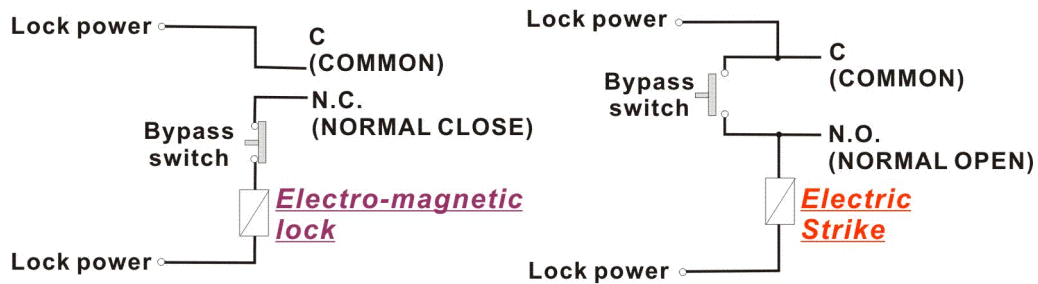 Lock power
C
(COMMON)
N.C.
(NORMAL CLOSE)
Bypass
switch
Electro-magnetic
lock
Lock power
Lock power
C
(COMMON)
Bypass
switch
N.O.
(NORMAL OPEN)
Electric
Strike
Lock power